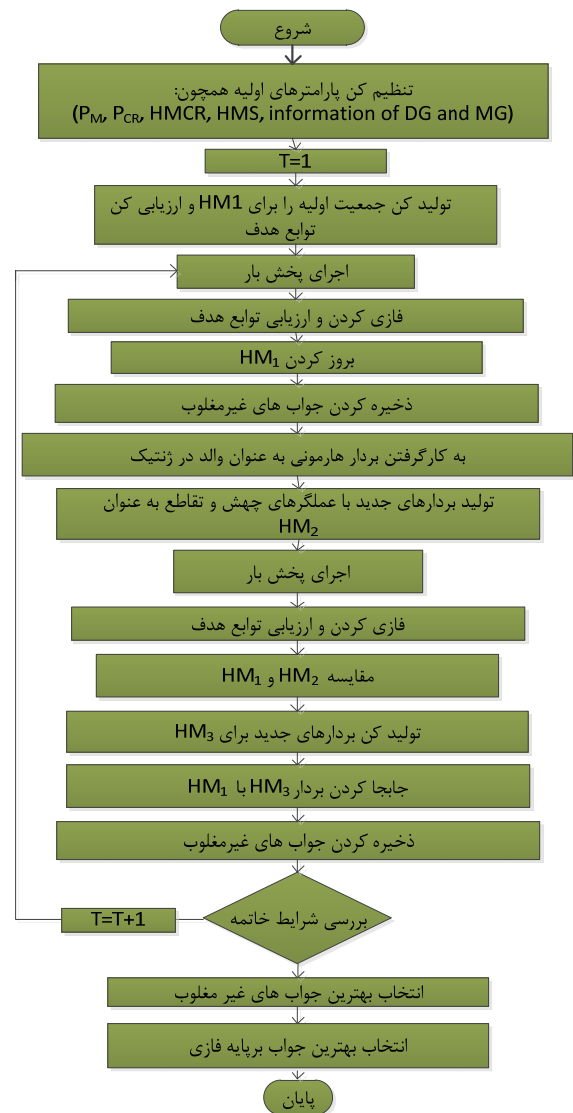 شروع
تنظیم کن پارامترهای اولیه همچون:
(P_M, P_CR, HMCR, HMS, information of DG and MG)
T=1
تولید کن جمعیت اولیه را برای HM1 و ارزیابی کن
توابع هدف
اجرای پخش بار
فازی کردن و ارزیابی توابع هدف
بروز کردن HM₁
ذخیره کردن جواب های غیرمغلوب
به کارگرفتن بردار هارمونی به عنوان والد در ژنتیک
تولید بردارهای جدید با عملگرهای چهش و تقاطع به عنوان
HM₂
اجرای پخش بار
فازی کردن و ارزیابی توابع هدف
مقایسه HM₂ و HM₁
تولید کن بردارهای جدید برای HM₃
جابجا کردن بردار HM₃ با HM₁
ذخیره کردن جواب های غیرمغلوب
بررسی شرایط خاتمه
T=T+1
انتخاب بهترین جواب های غیر مغلوب
انتخاب بهترین جواب برپایه فازی
پایان